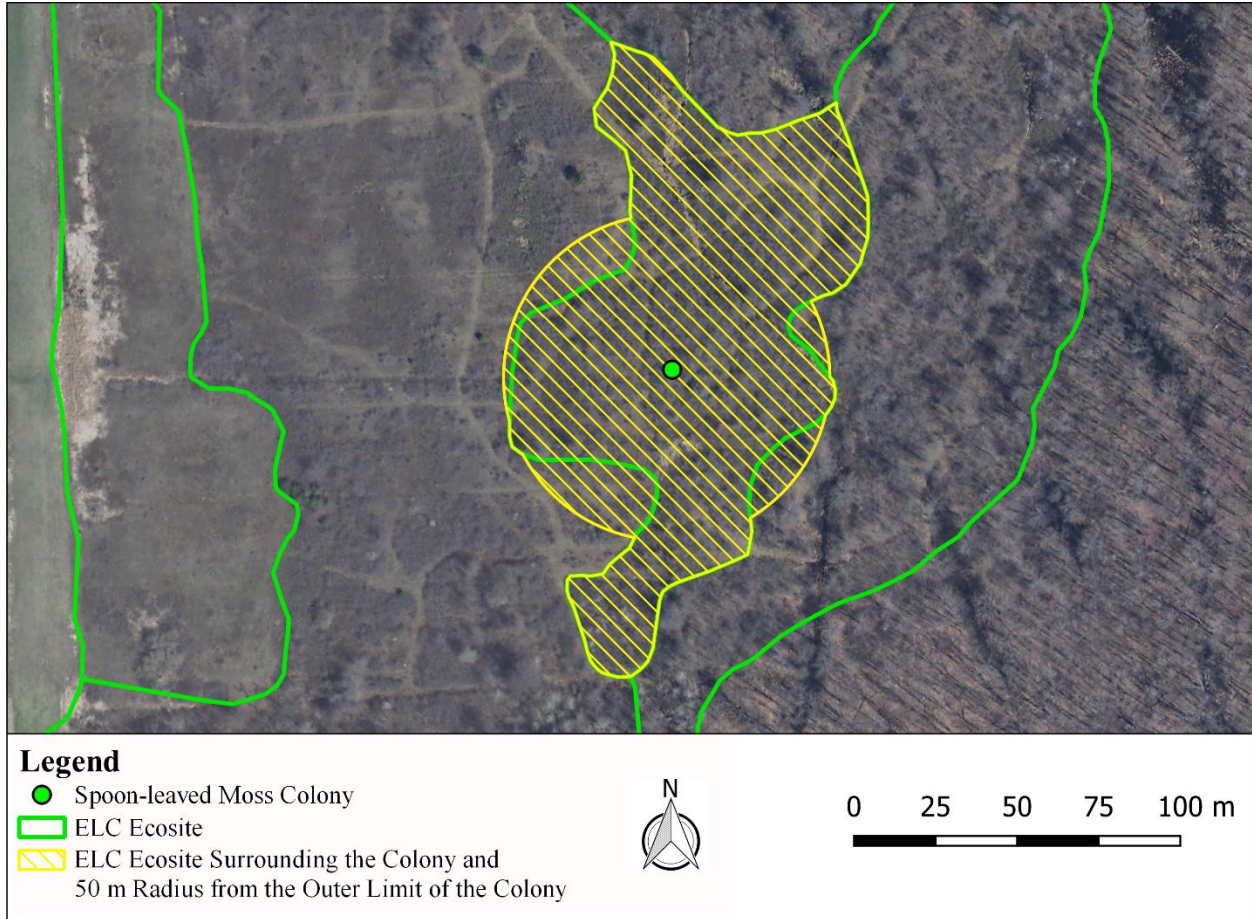 Legend
Spoon-leaved Moss Colony
ELC Ecosite
ELC Ecosite Surrounding the Colony and
50 m Radius from the Outer Limit of the Colony
N
0 25 50 75 100 m